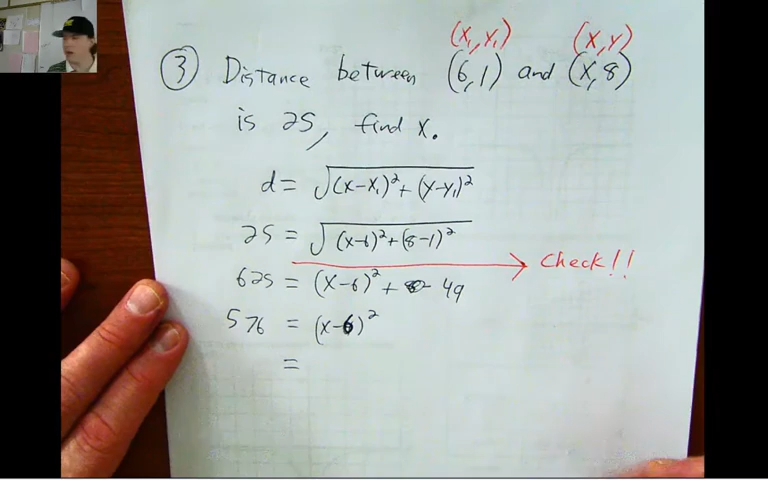 (x₁, y₁) (x, y)
③ Distance between (6, 1) and (x, 8)
is 25, find x.
d = √(x-x₁)² + (y-y₁)²
25 = √(x-6)² + (8-1)²
Check!!
625 = (x-6)² + 49
576 = (x-6)²
=